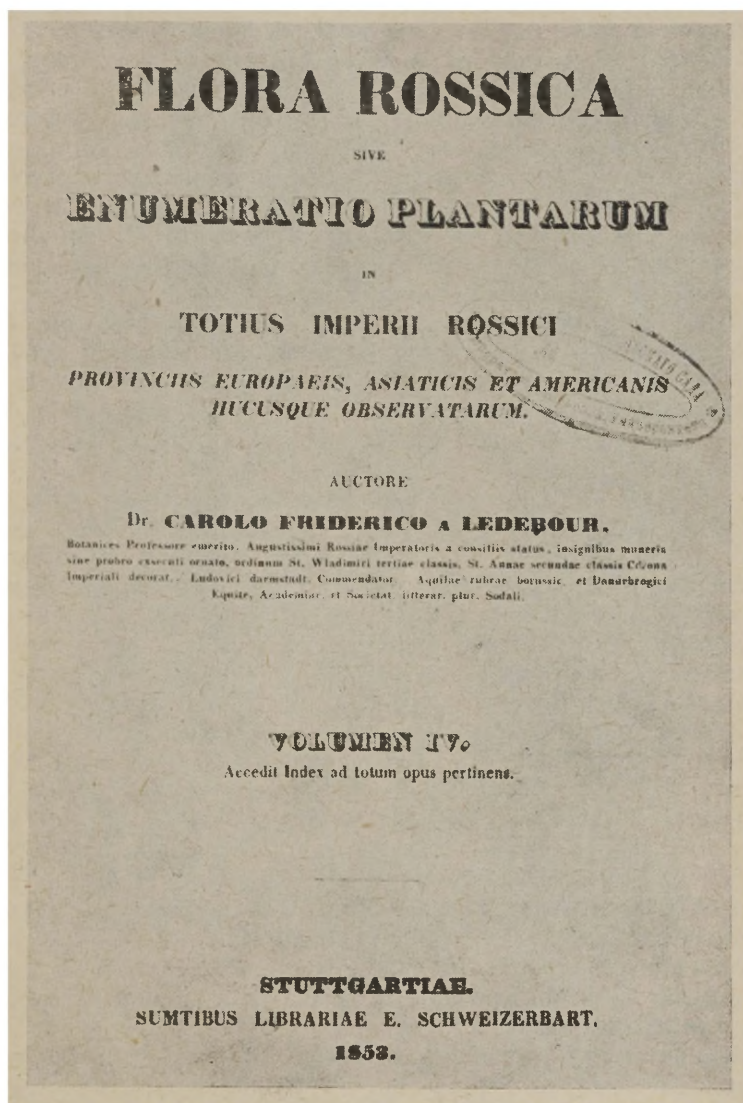 FLORA ROSSICA
SIVE
ENUMERATIO PLANTARUM
IN
TOTIUS IMPERII ROSSICI
PROVINCIIS EUROPAEIS, ASIATICIS ET AMERICANIS
HUCUSQUE OBSERVATARUM.
AUCTORE
Dr. CAROLO FRIDERICO A LEDEBOUR.
Botanices Professore emerito, Augustissimi Rossiae Imperatoris a consiliis status, insignibus muneris
sine probro exsecuti ornato, ordinum St. Wladimiri tertiae classis, St. Annae secundae classis Corona
Imperiali decorat., Ludovici darmstadt. Commendator. Aquilae rubrae borussic. et Danebrogici
Equite, Academiar. et Societat. litterar. plur. Sodali.
VOLUMEN IV.
Accedit Index ad totum opus pertinens.
STUTTGARTIAE.
SUMTIBUS LIBRARIAE E. SCHWEIZERBART.
1853.